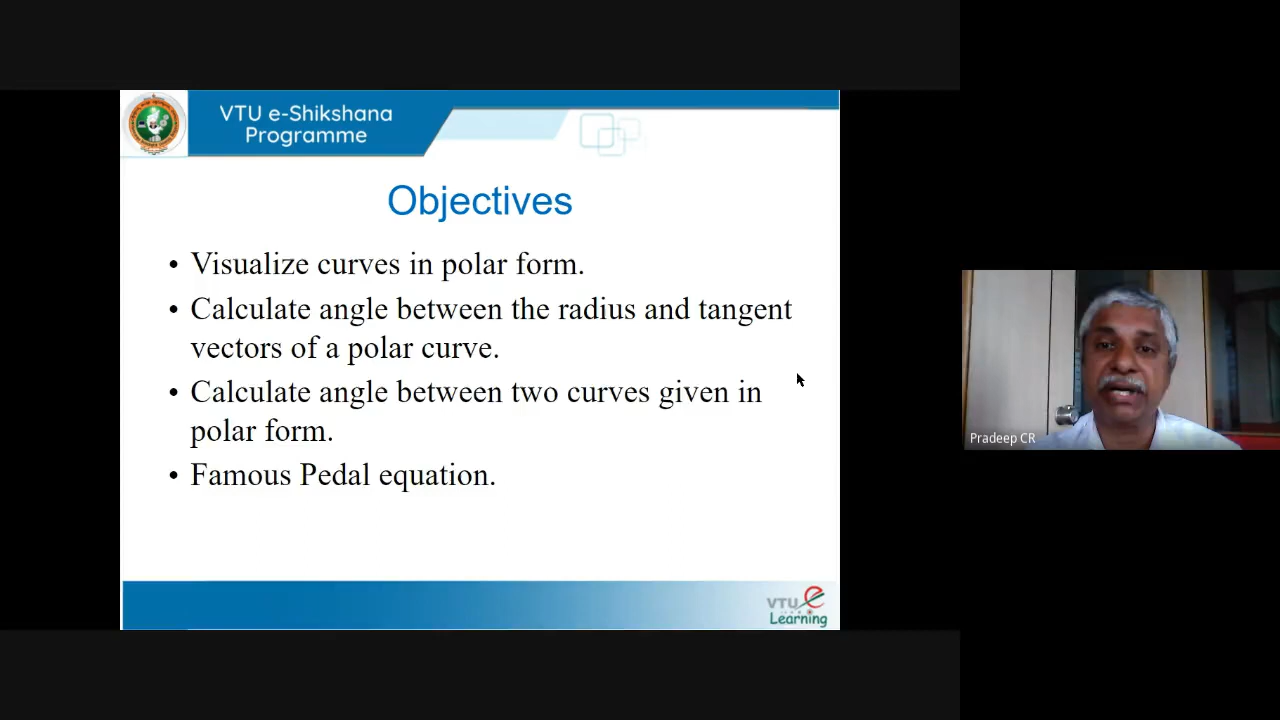 VTU e-Shikshana
Programme
Objectives
• Visualize curves in polar form.
• Calculate angle between the radius and tangent
vectors of a polar curve.
• Calculate angle between two curves given in
polar form.
• Famous Pedal equation.
Pradeep CR
VTU e
Learning